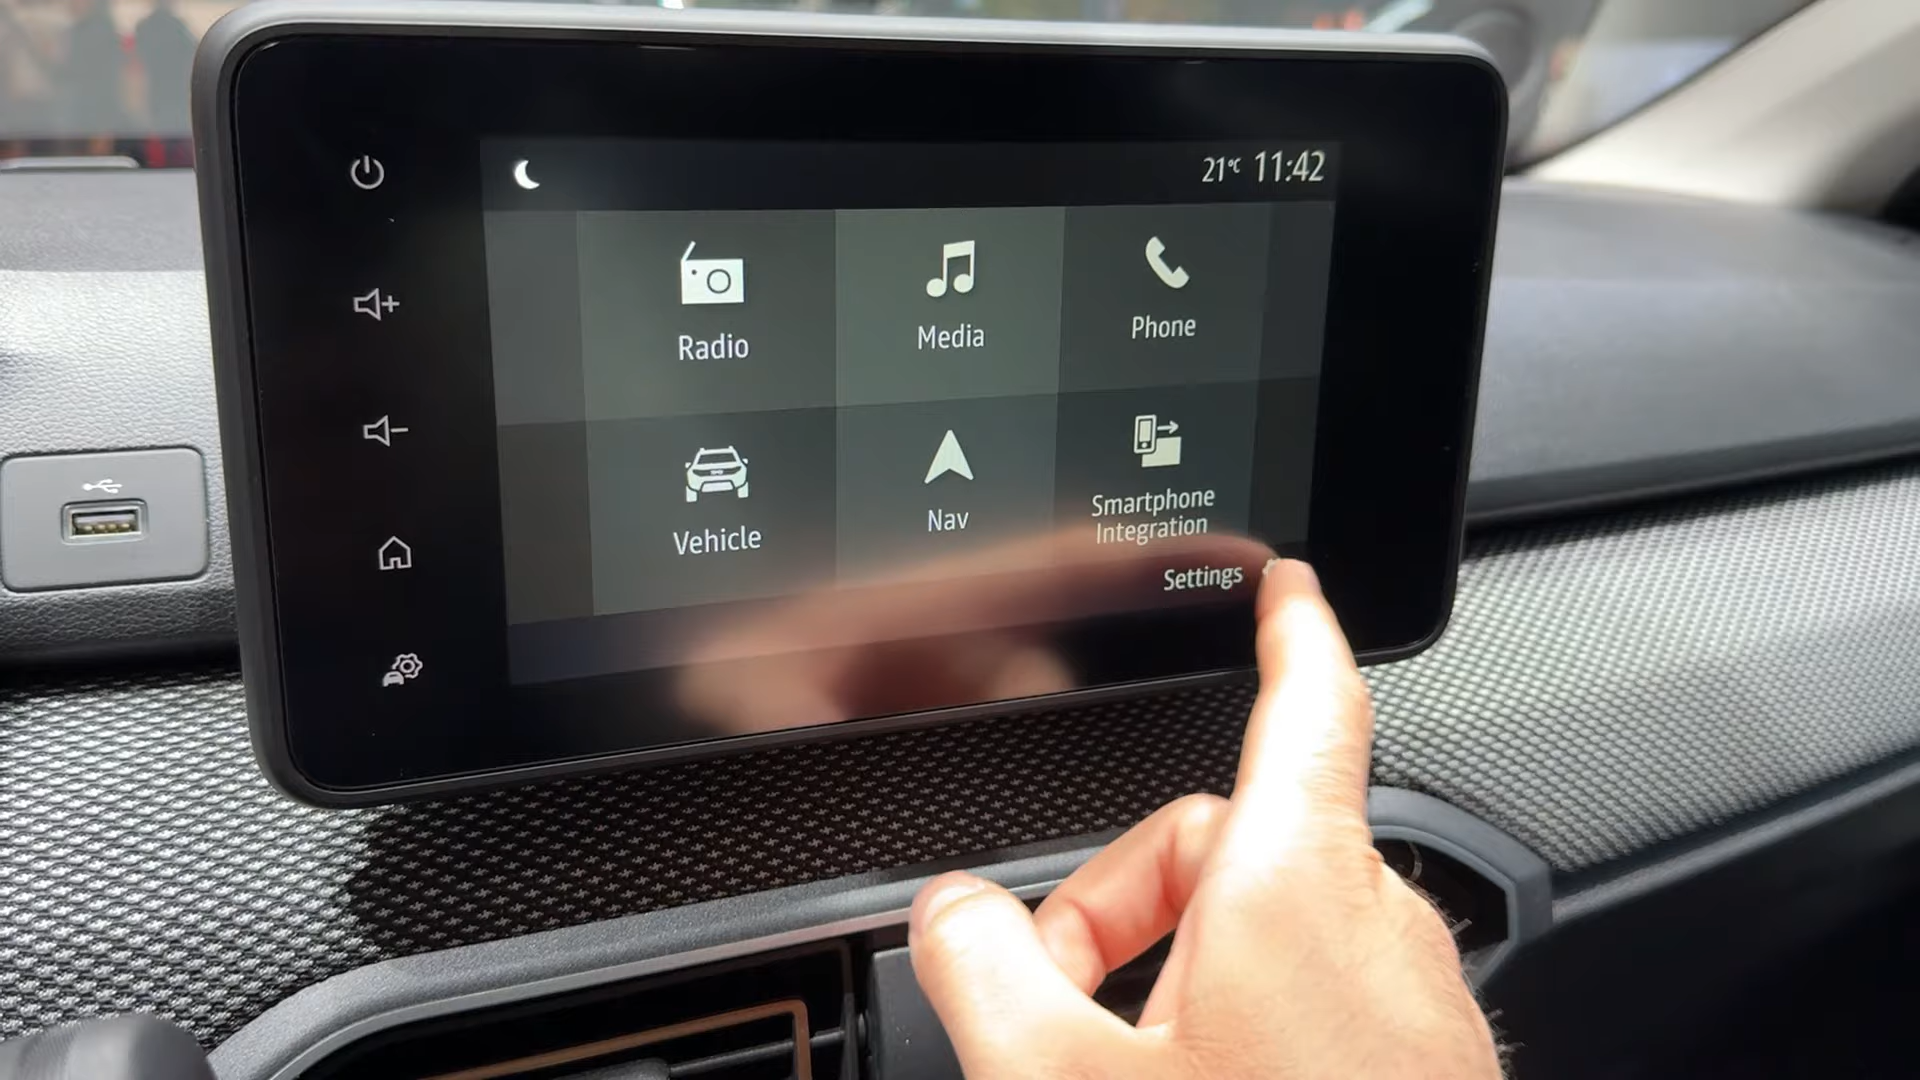 21°C 11:42
Radio
Media
Phone
Vehicle
Nav
Smartphone
Integration
Settings